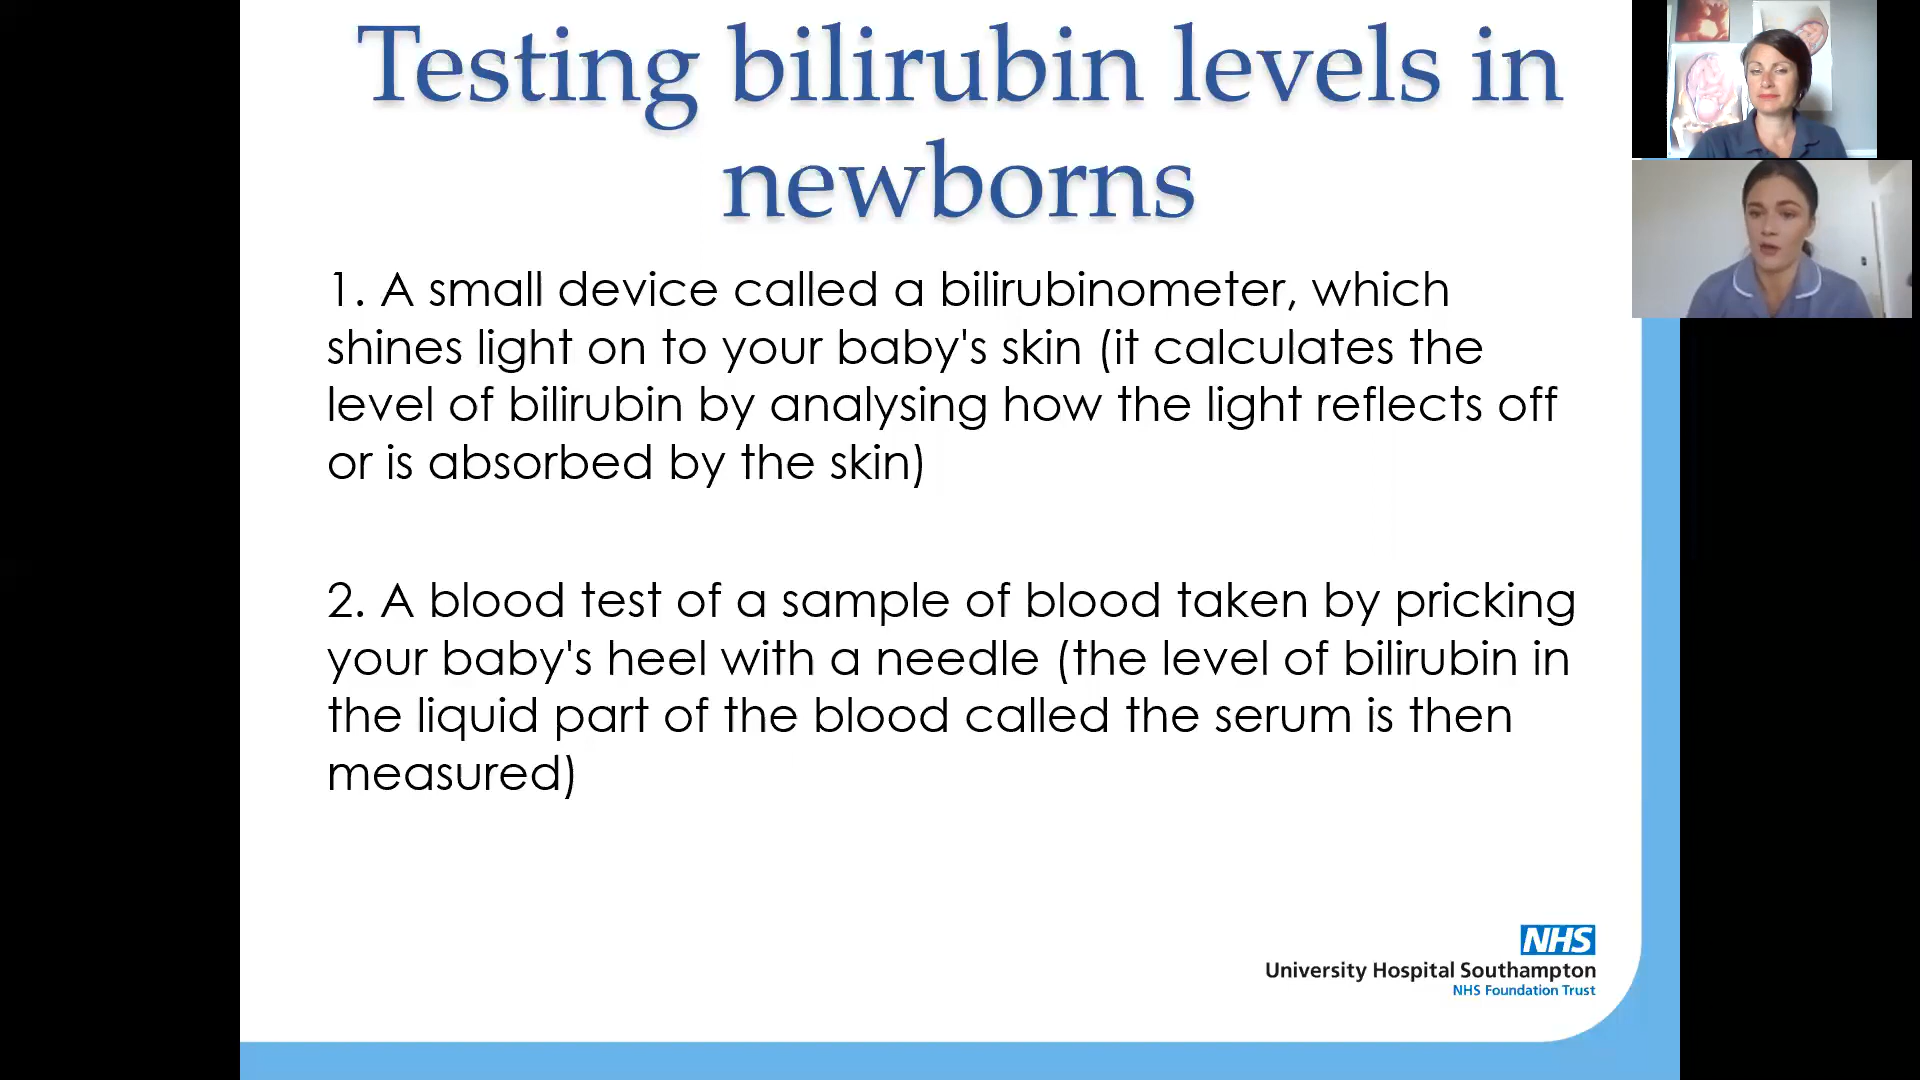 Testing bilirubin levels in
newborns
1. A small device called a bilirubinometer, which
shines light on to your baby's skin (it calculates the
level of bilirubin by analysing how the light reflects off
or is absorbed by the skin)
2. A blood test of a sample of blood taken by pricking
your baby's heel with a needle (the level of bilirubin in
the liquid part of the blood called the serum is then
measured)
NHS
University Hospital Southampton
NHS Foundation Trust